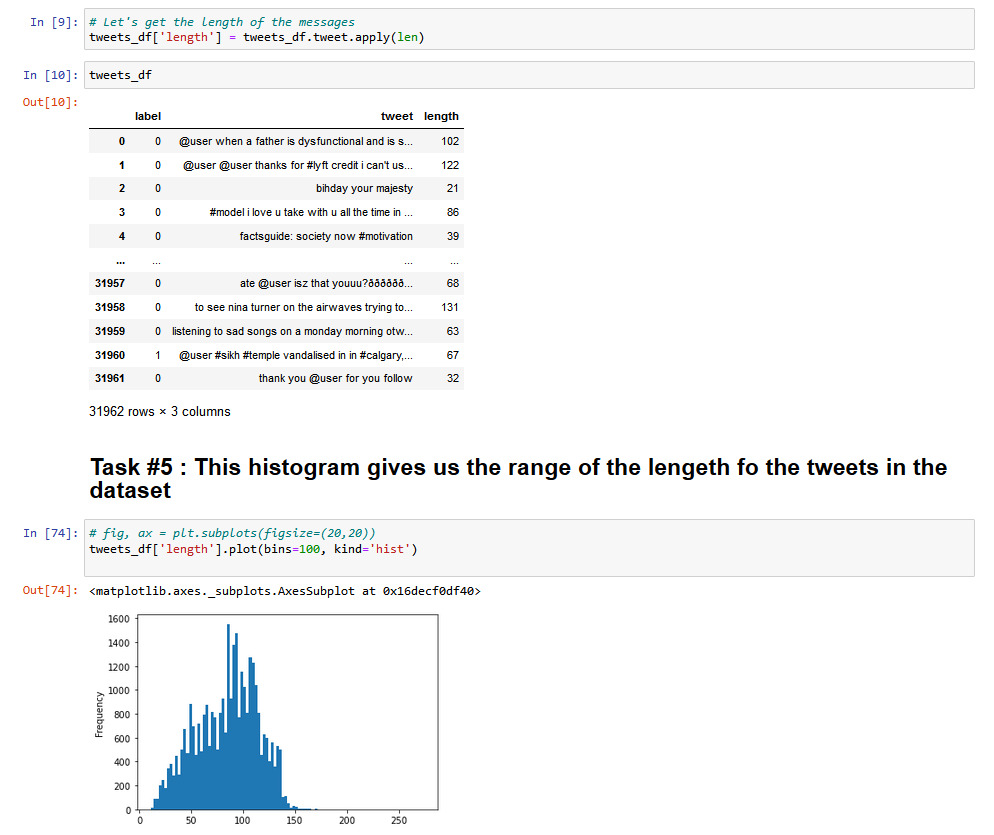 In [9]: # Let's get the length of the messages
tweets_df['length'] = tweets_df.tweet.apply(len)
In [10]: tweets_df
Out[10]:
label tweet length
0 0 @user when a father is dysfunctional and is s... 102
1 0 @user @user thanks for #lyft credit i can't us... 122
2 0 bihday your majesty 21
3 0 #model i love u take with u all the time in ... 86
4 0 factsguide: society now #motivation 39
... ... ... ...
31957 0 ate @user isz that youuu?ðððððð... 68
31958 0 to see nina turner on the airwaves trying to... 131
31959 0 listening to sad songs on a monday morning otw... 63
31960 1 @user #sikh #temple vandalised in in #calgary,... 67
31961 0 thank you @user for you follow 32
31962 rows × 3 columns
Task #5 : This histogram gives us the range of the lengeth fo the tweets in the
dataset
In [74]: # fig, ax = plt.subplots(figsize=(20,20))
tweets_df['length'].plot(bins=100, kind='hist')
Out[74]: <matplotlib.axes._subplots.AxesSubplot at 0x16decf0df40>
1600
1400
1200
1000
800
600
400
200
0
Frequency
0 50 100 150 200 250